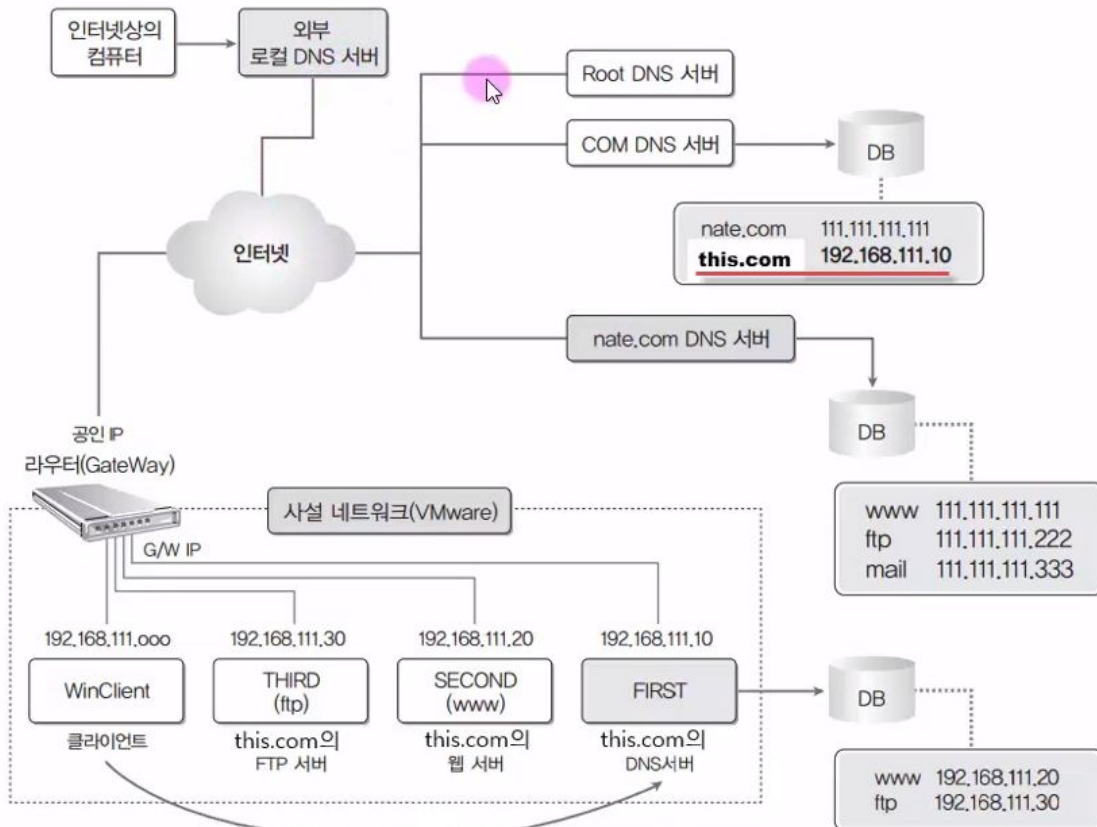 인터넷상의
컴퓨터
외부
로컬 DNS 서버
Root DNS 서버
COM DNS 서버
DB
nate.com 111.111.111.111
this.com 192.168.111.10
인터넷
nate.com DNS 서버
DB
www 111.111.111.111
ftp 111.111.111.222
mail 111.111.111.333
공인 IP
라우터(GateWay)
사설 네트워크(VMware)
G/W IP
192.168.111.ooo
WinClient
클라이언트
192.168.111.30
THIRD
(ftp)
this.com의
FTP 서버
192.168.111.20
SECOND
(www)
this.com의
웹 서버
192.168.111.10
FIRST
this.com의
DNS서버
DB
www 192.168.111.20
ftp 192.168.111.30